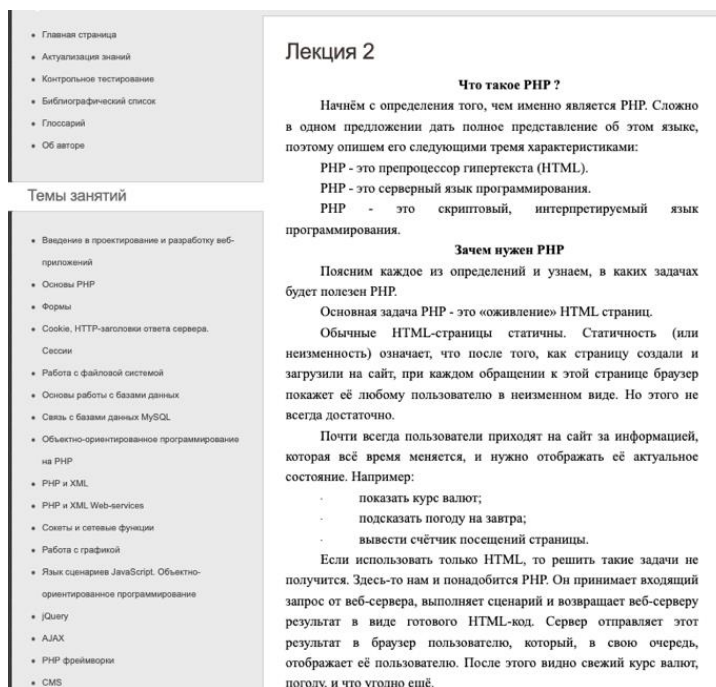 Главная страница
Актуализация знаний
Контрольное тестирование
Библиографический список
Глоссарий
Об авторе
Темы занятий
Введение в проектирование и разработку веб-
приложений
Основы PHP
Формы
Cookie, HTTP-заголовки ответа сервера.
Сессии
Работа с файловой системой
Основы работы с базами данных
Связь с базами данных MySQL
Объектно-ориентированное программирование
на PHP
PHP и XML
PHP и XML Web-services
Сокеты и сетевые функции
Работа с графикой
Язык сценариев JavaScript. Объектно-
ориентированное программирование
jQuery
AJAX
PHP фреймворки
CMS
Лекция 2
Что такое PHP ?
Начнём с определения того, чем именно является PHP. Сложно
в одном предложении дать полное представление об этом языке,
поэтому опишем его следующими тремя характеристиками:
PHP - это препроцессор гипертекста (HTML).
PHP - это серверный язык программирования.
PHP - это скриптовый, интерпретируемый язык
программирования.
Зачем нужен PHP
Поясним каждое из определений и узнаем, в каких задачах
будет полезен PHP.
Основная задача PHP - это «оживление» HTML страниц.
Обычные HTML-страницы статичны. Статичность (или
неизменность) означает, что после того, как страницу создали и
загрузили на сайт, при каждом обращении к этой странице браузер
покажет её любому пользователю в неизменном виде. Но этого не
всегда достаточно.
Почти всегда пользователи приходят на сайт за информацией,
которая всё время меняется, и нужно отображать её актуальное
состояние. Например:
· показать курс валют;
· подсказать погоду на завтра;
· вывести счётчик посещений страницы.
Если использовать только HTML, то решить такие задачи не
получится. Здесь-то нам и понадобится PHP. Он принимает входящий
запрос от веб-сервера, выполняет сценарий и возвращает веб-серверу
результат в виде готового HTML-код. Сервер отправляет этот
результат в браузер пользователю, который, в свою очередь,
отображает её пользователю. После этого видно свежий курс валют,
погоду, и что угодно ещё.